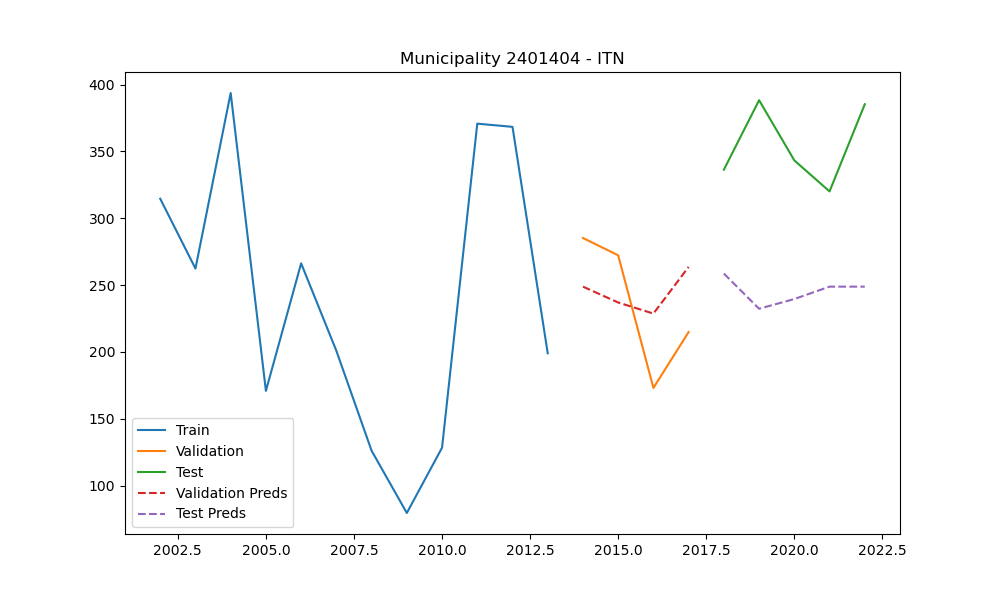 Municipality 2401404 - ITN
400
350
300
250
200
150
100
Train
Validation
Test
Validation Preds
Test Preds
2002.5 2005.0 2007.5 2010.0 2012.5 2015.0 2017.5 2020.0 2022.5